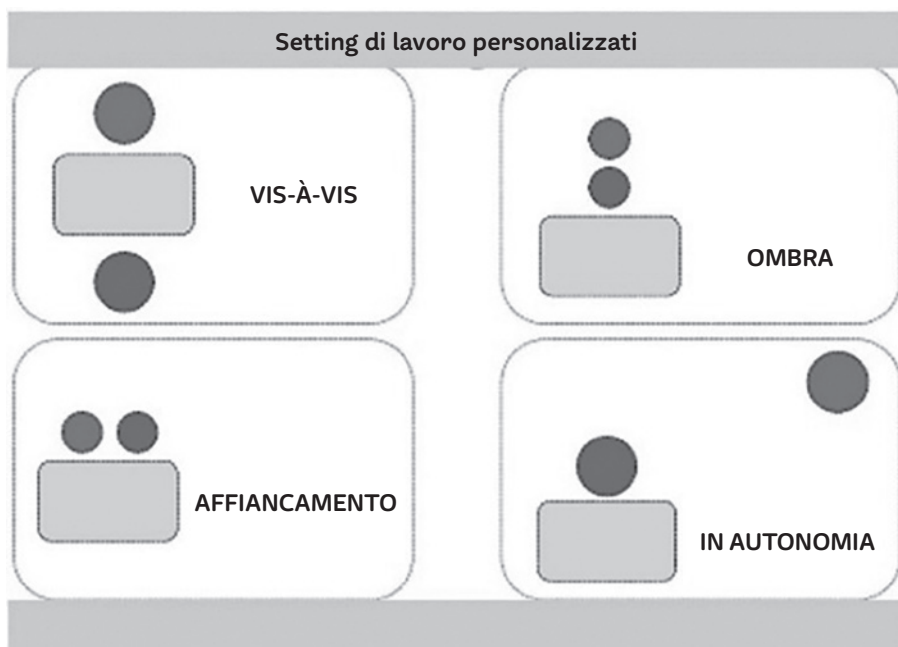 Setting di lavoro personalizzati
VIS-À-VIS
OMBRA
AFFIANCAMENTO
IN AUTONOMIA